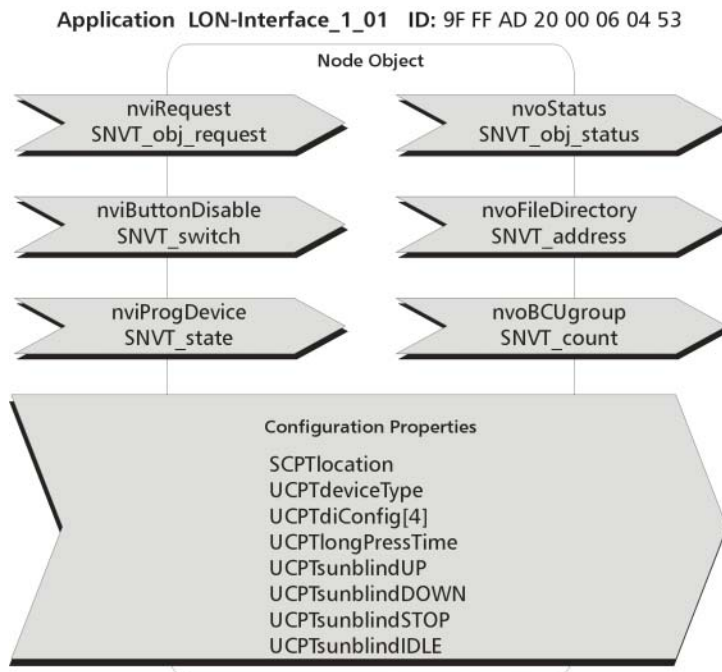 Application LON-Interface_1_01 ID: 9F FF AD 20 00 06 04 53
Node Object
nviRequest
SNVT_obj_request
nvoStatus
SNVT_obj_status
nviButtonDisable
SNVT_switch
nvoFileDirectory
SNVT_address
nviProgDevice
SNVT_state
nvoBCUgroup
SNVT_count
Configuration Properties
SCPTlocation
UCPTdeviceType
UCPTdiConfig[4]
UCPTlongPressTime
UCPTsunblindUP
UCPTsunblindDOWN
UCPTsunblindSTOP
UCPTsunblindIDLE